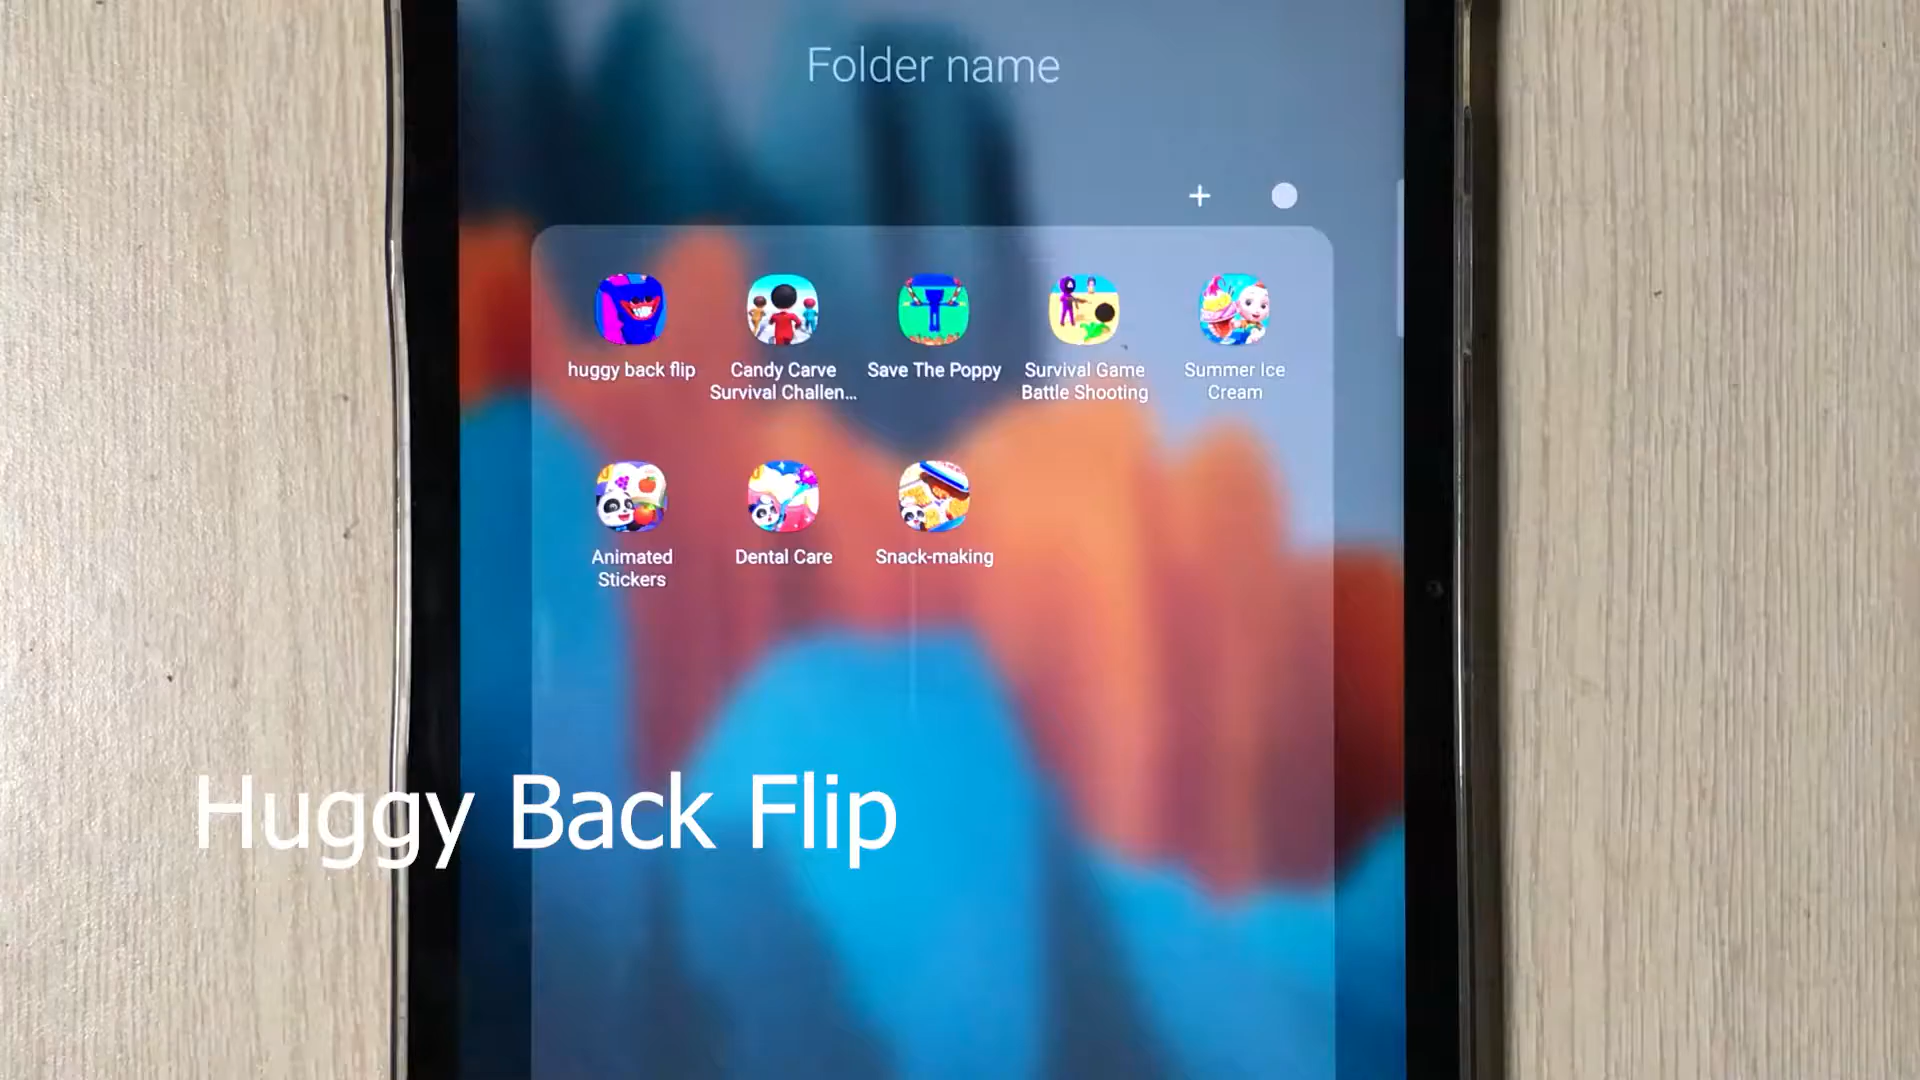 Folder name
huggy back flip
Candy Carve
Survival Challen...
Save The Poppy
Survival Game
Battle Shooting
Summer Ice
Cream
Animated
Stickers
Dental Care
Snack-making
Huggy Back Flip